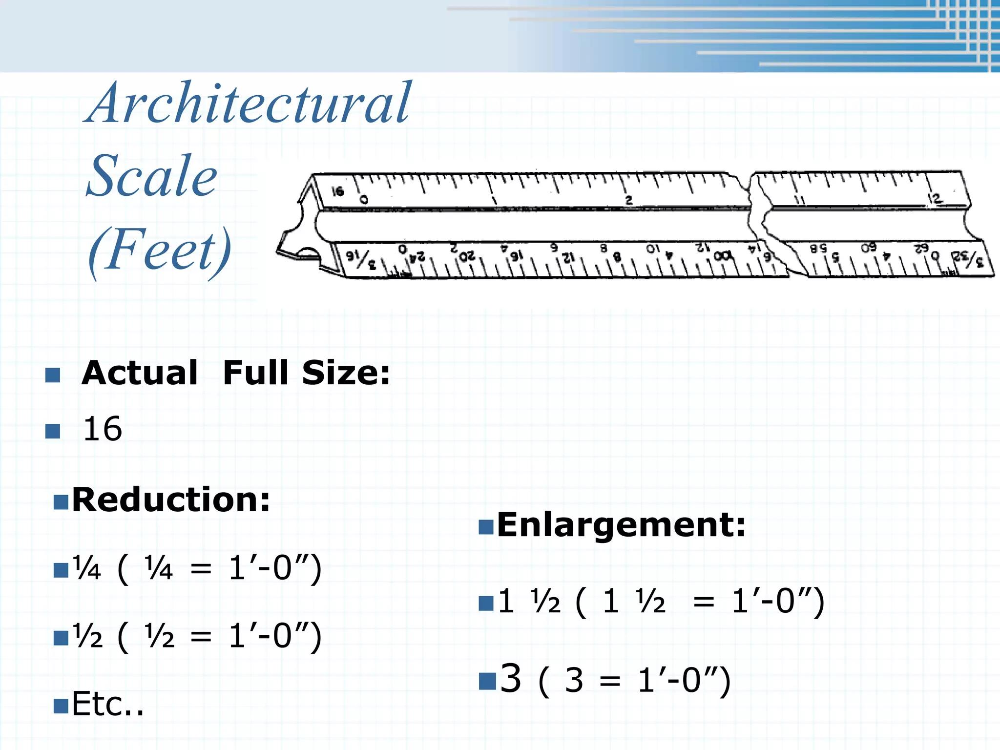 Architectural
Scale
(Feet)
16 0 1 2 11 12
0 2 4 6 8 10 12 14 58 60 62
3/16 24 20 16 12 8 4 100 16 5 4 0 3/32
■ Actual Full Size:
■ 16
■Reduction:
■¼ ( ¼ = 1’-0”)
■½ ( ½ = 1’-0”)
■Etc..
■Enlargement:
■1 ½ ( 1 ½ = 1’-0”)
■3 ( 3 = 1’-0”)